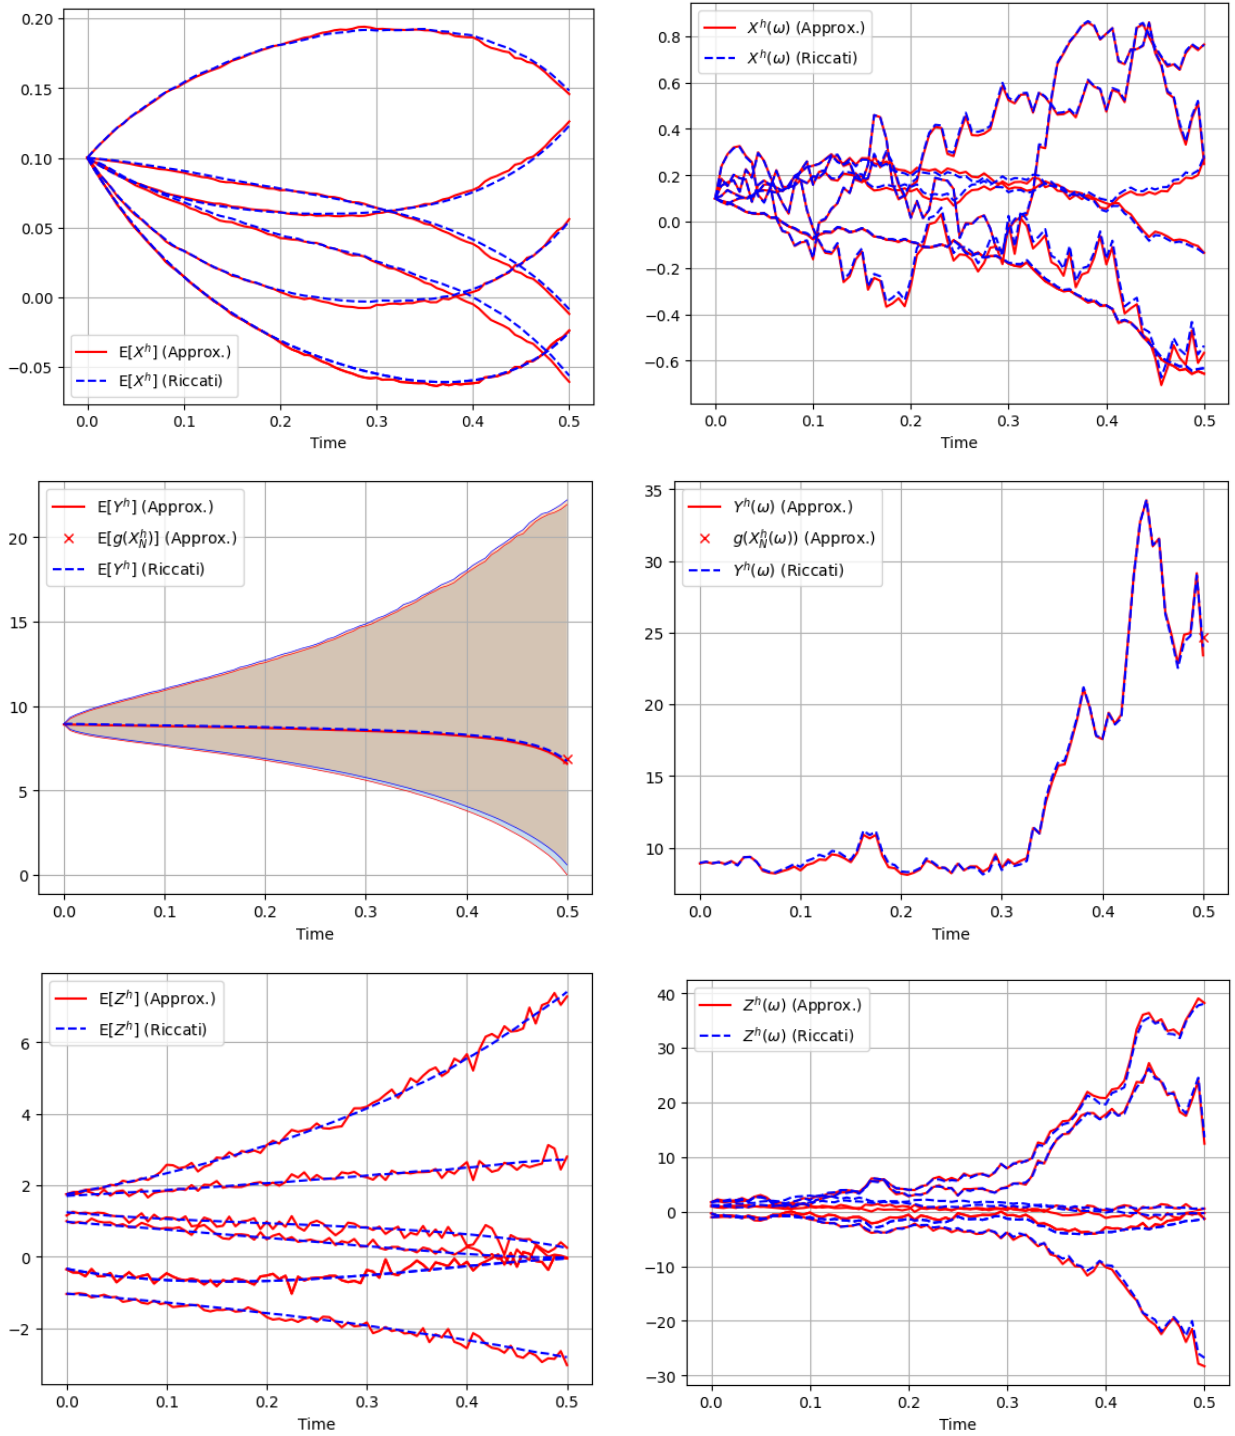 0.20
0.15
0.10
0.05
0.00
−0.05
E[X^h] (Approx.)
E[X^h] (Riccati)
0.0 0.1 0.2 0.3 0.4 0.5
Time
0.8
0.6
0.4
0.2
0.0
−0.2
−0.4
−0.6
X^h(ω) (Approx.)
X^h(ω) (Riccati)
0.0 0.1 0.2 0.3 0.4 0.5
Time
20
15
10
5
0
E[Y^h] (Approx.)
E[g(X_N^h)] (Approx.)
E[Y^h] (Riccati)
0.0 0.1 0.2 0.3 0.4 0.5
Time
35
30
25
20
15
10
Y^h(ω) (Approx.)
g(X_N^h(ω)) (Approx.)
Y^h(ω) (Riccati)
0.0 0.1 0.2 0.3 0.4 0.5
Time
6
4
2
0
−2
E[Z^h] (Approx.)
E[Z^h] (Riccati)
0.0 0.1 0.2 0.3 0.4 0.5
Time
40
30
20
10
0
−10
−20
−30
Z^h(ω) (Approx.)
Z^h(ω) (Riccati)
0.0 0.1 0.2 0.3 0.4 0.5
Time